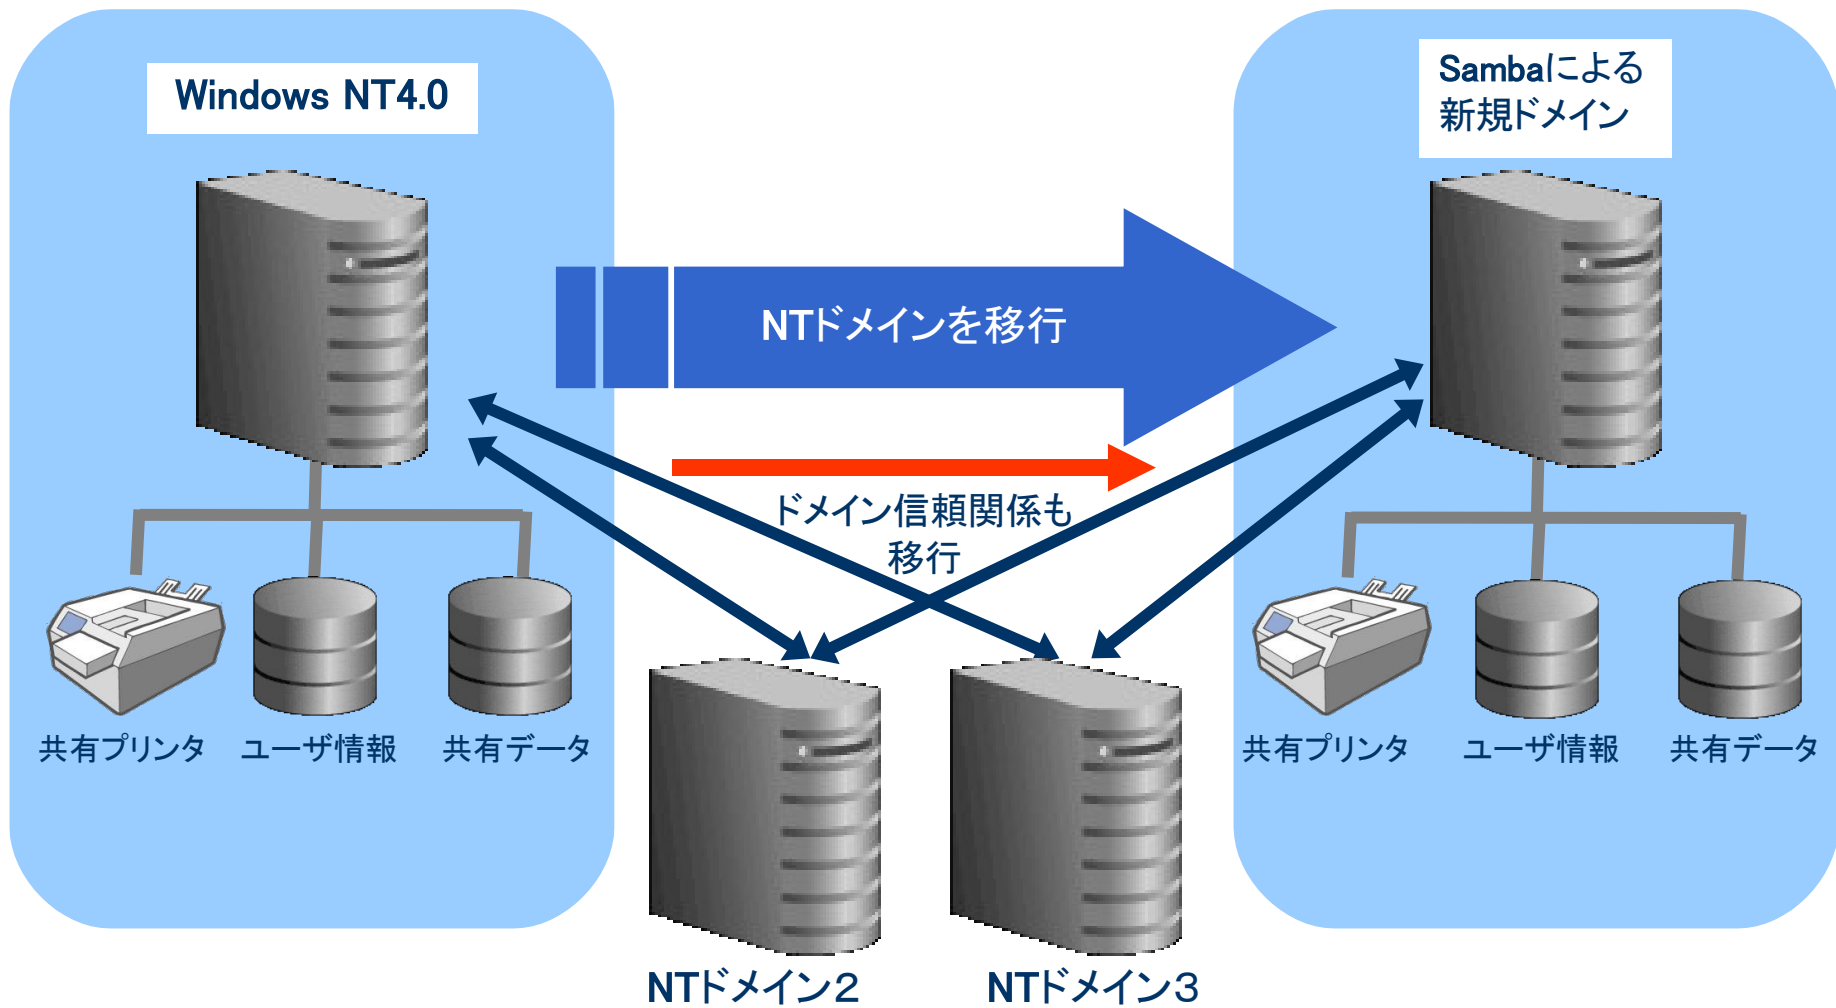 Windows NT4.0
Sambaによる
新規ドメイン
NTドメインを移行
ドメイン信頼関係も
移行
共有プリンタ
ユーザ情報
共有データ
共有プリンタ
ユーザ情報
共有データ
NTドメイン２
NTドメイン３